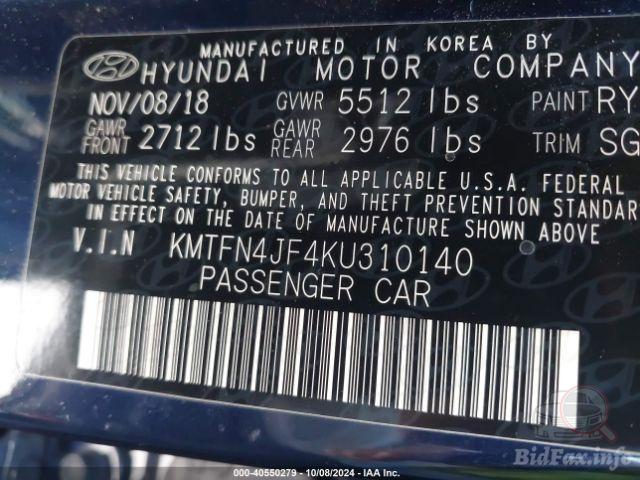 MANUFACTURED IN KOREA BY
HYUNDAI MOTOR COMPANY
NOV/08/18 GVWR 5512 lbs PAINT RY
GAWR FRONT 2712 lbs GAWR REAR 2976 lbs TRIM SG
THIS VEHICLE CONFORMS TO ALL APPLICABLE U.S.A. FEDERAL
MOTOR VEHICLE SAFETY, BUMPER, AND THEFT PREVENTION STANDAR
IN EFFECT ON THE DATE OF MANUFACTURE SHOWN ABOVE.
V.I.N KMTFN4JF4KU310140
PASSENGER CAR
000-40550279 - 10/08/2024 - IAA Inc.
BidFax.info